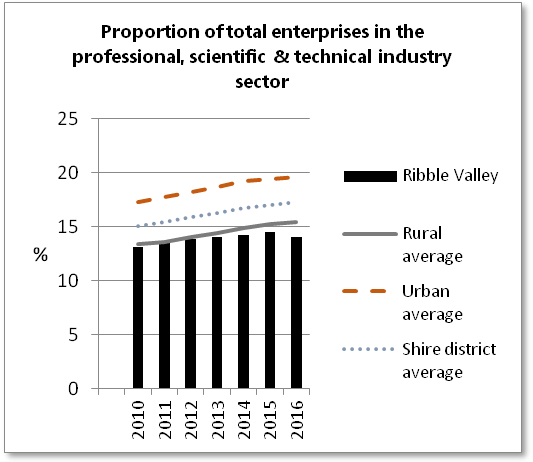 Proportion of total enterprises in the
professional, scientific & technical industry
sector
25
20
15
10
5
0
%
2010
2011
2012
2013
2014
2015
2016
Ribble Valley
Rural
average
Urban
average
Shire district
average